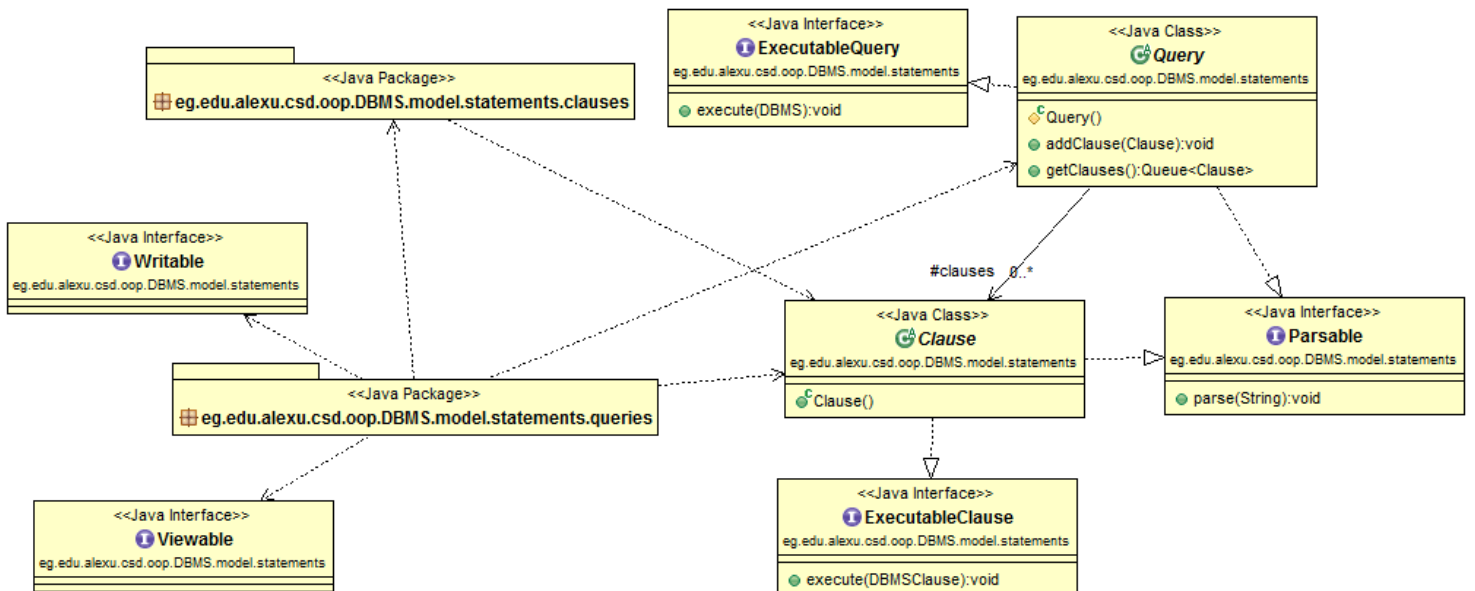 <<Java Interface>>
ExecutableQuery
eg.edu.alexu.csd.oop.DBMS.model.statements
execute(DBMS):void
<<Java Class>>
Query
eg.edu.alexu.csd.oop.DBMS.model.statements
Query()
addClause(Clause):void
getClauses():Queue<Clause>
<<Java Package>>
eg.edu.alexu.csd.oop.DBMS.model.statements.clauses
<<Java Interface>>
Writable
eg.edu.alexu.csd.oop.DBMS.model.statements
#clauses 0..*
<<Java Class>>
Clause
eg.edu.alexu.csd.oop.DBMS.model.statements
Clause()
<<Java Interface>>
Parsable
eg.edu.alexu.csd.oop.DBMS.model.statements
parse(String):void
<<Java Package>>
eg.edu.alexu.csd.oop.DBMS.model.statements.queries
<<Java Interface>>
Viewable
eg.edu.alexu.csd.oop.DBMS.model.statements
<<Java Interface>>
ExecutableClause
eg.edu.alexu.csd.oop.DBMS.model.statements
execute(DBMSClause):void